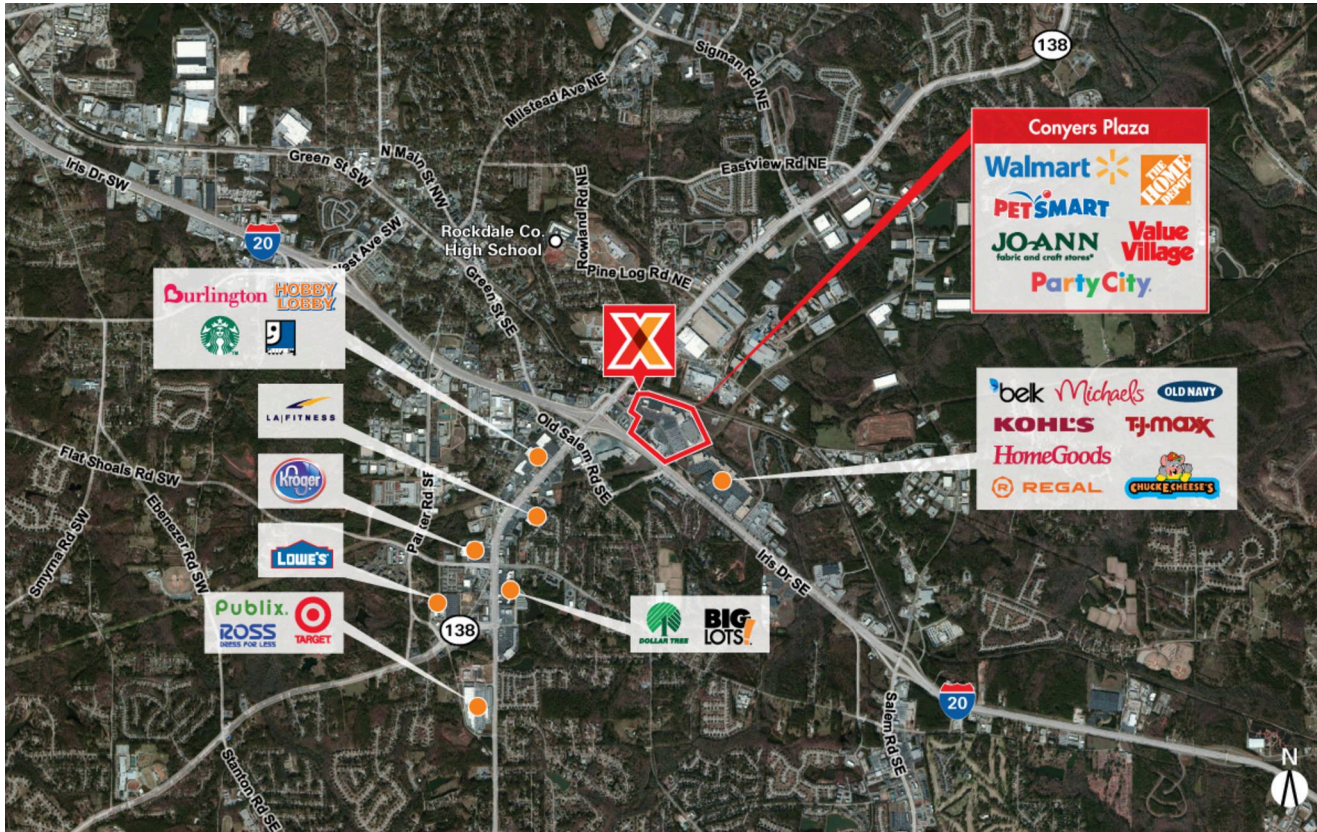 138
Sigman Rd NE
Milstead Ave NE
Conyers Plaza
Walmart
THE HOME DEPOT
PETSMART
JO-ANN
fabric and craft stores®
Value Village
Party City
Iris Dr SW
Green St SW
N Main St NW
Eastview Rd NE
20
West Ave SW
Rockdale Co.
High School
Rowland Rd NE
Pine Log Rd NE
Green St SE
Burlington
HOBBY LOBBY
X
LA|FITNESS
Old Salem Rd SE
belk
Michaels
OLD NAVY
KOHL'S
T•J•maxx
HomeGoods
R REGAL
CHUCK E. CHEESE'S
Flat Shoals Rd SW
Kroger
Parker Rd SE
Ebenezer Rd SW
Smyrna Rd SW
LOWE'S
Iris Dr SE
Publix.
ROSS
DRESS FOR LESS
TARGET
138
DOLLAR TREE
BIG LOTS!
Salem Rd SE
20
Stanton Rd SE
N